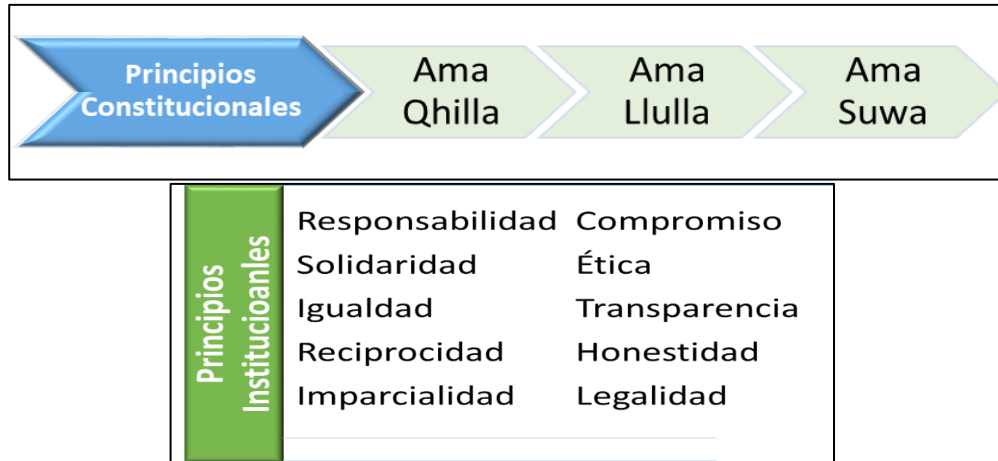 Principios
Constitucionales
Ama
Qhilla
Ama
Llulla
Ama
Suwa
Principios
Institucioanles
Responsabilidad Compromiso
Solidaridad Ética
Igualdad Transparencia
Reciprocidad Honestidad
Imparcialidad Legalidad